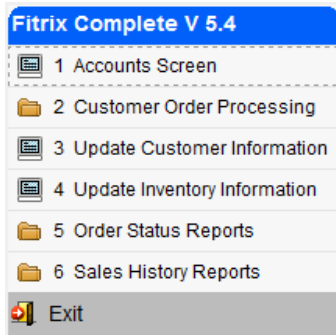 Fitrix Complete V 5.4
1 Accounts Screen
2 Customer Order Processing
3 Update Customer Information
4 Update Inventory Information
5 Order Status Reports
6 Sales History Reports
Exit